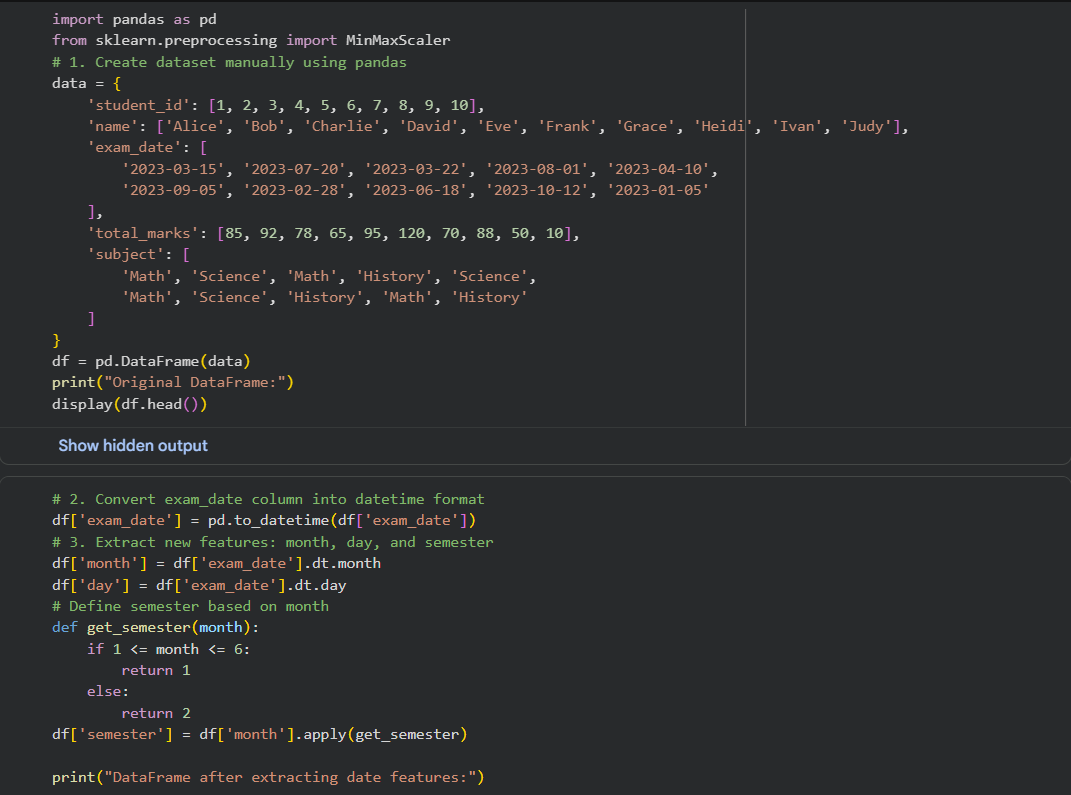 import pandas as pd
from sklearn.preprocessing import MinMaxScaler
# 1. Create dataset manually using pandas
data = {
    'student_id': [1, 2, 3, 4, 5, 6, 7, 8, 9, 10],
    'name': ['Alice', 'Bob', 'Charlie', 'David', 'Eve', 'Frank', 'Grace', 'Heidi', 'Ivan', 'Judy'],
    'exam_date': [
        '2023-03-15', '2023-07-20', '2023-03-22', '2023-08-01', '2023-04-10',
        '2023-09-05', '2023-02-28', '2023-06-18', '2023-10-12', '2023-01-05'
    ],
    'total_marks': [85, 92, 78, 65, 95, 120, 70, 88, 50, 10],
    'subject': [
        'Math', 'Science', 'Math', 'History', 'Science',
        'Math', 'Science', 'History', 'Math', 'History'
    ]
}
df = pd.DataFrame(data)
print("Original DataFrame:")
display(df.head())
Show hidden output
# 2. Convert exam_date column into datetime format
df['exam_date'] = pd.to_datetime(df['exam_date'])
# 3. Extract new features: month, day, and semester
df['month'] = df['exam_date'].dt.month
df['day'] = df['exam_date'].dt.day
# Define semester based on month
def get_semester(month):
    if 1 <= month <= 6:
        return 1
    else:
        return 2
df['semester'] = df['month'].apply(get_semester)
print("DataFrame after extracting date features:")